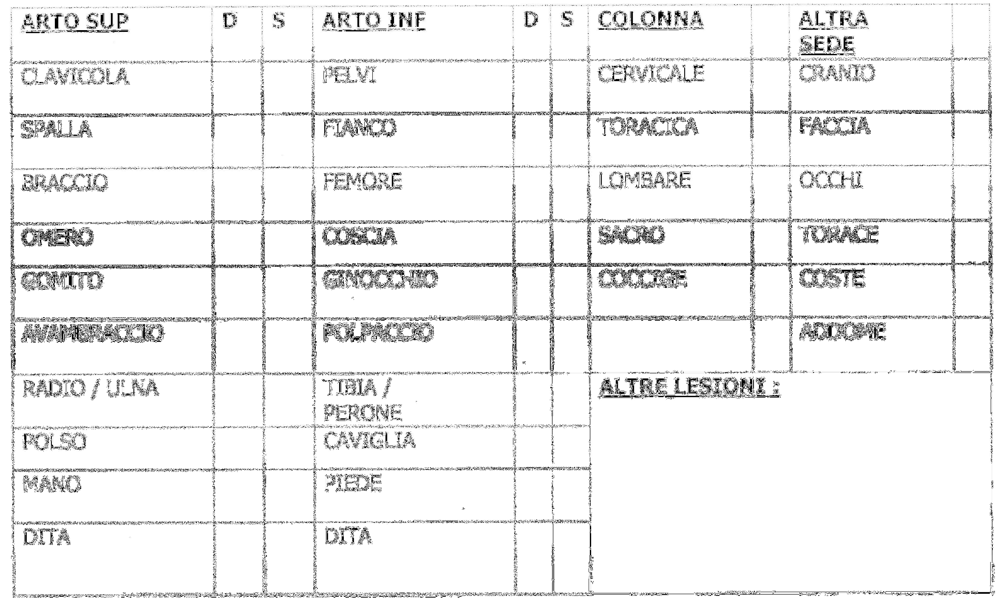 ARTO SUP D S ARTO INF D S COLONNA ALTRA
SEDE
CLAVICOLA PELVI CERVICALE CRANIO
SPALLA FIANCO TORACICA FACCIA
BRACCIO FEMORE LOMBARE OCCHI
OMERO COSCIA SACRO TORACE
GOMITO GINOCCHIO COCCIGE COSTE
AVAMBRACCIO POLPACCIO ADDOME
RADIO / ULNA TIBIA / ALTRE LESIONI :
PERONE
POLSO CAVIGLIA
MANO PIEDE
DITA DITA